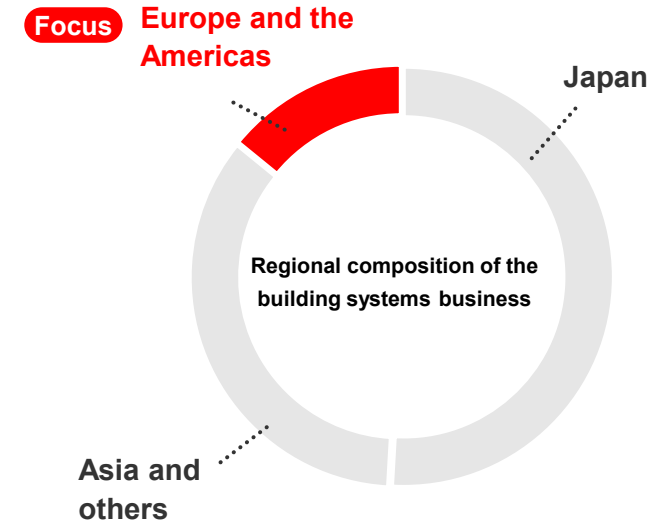 Focus
Europe and the
Americas
Japan
Regional composition of the
building systems business
Asia and
others